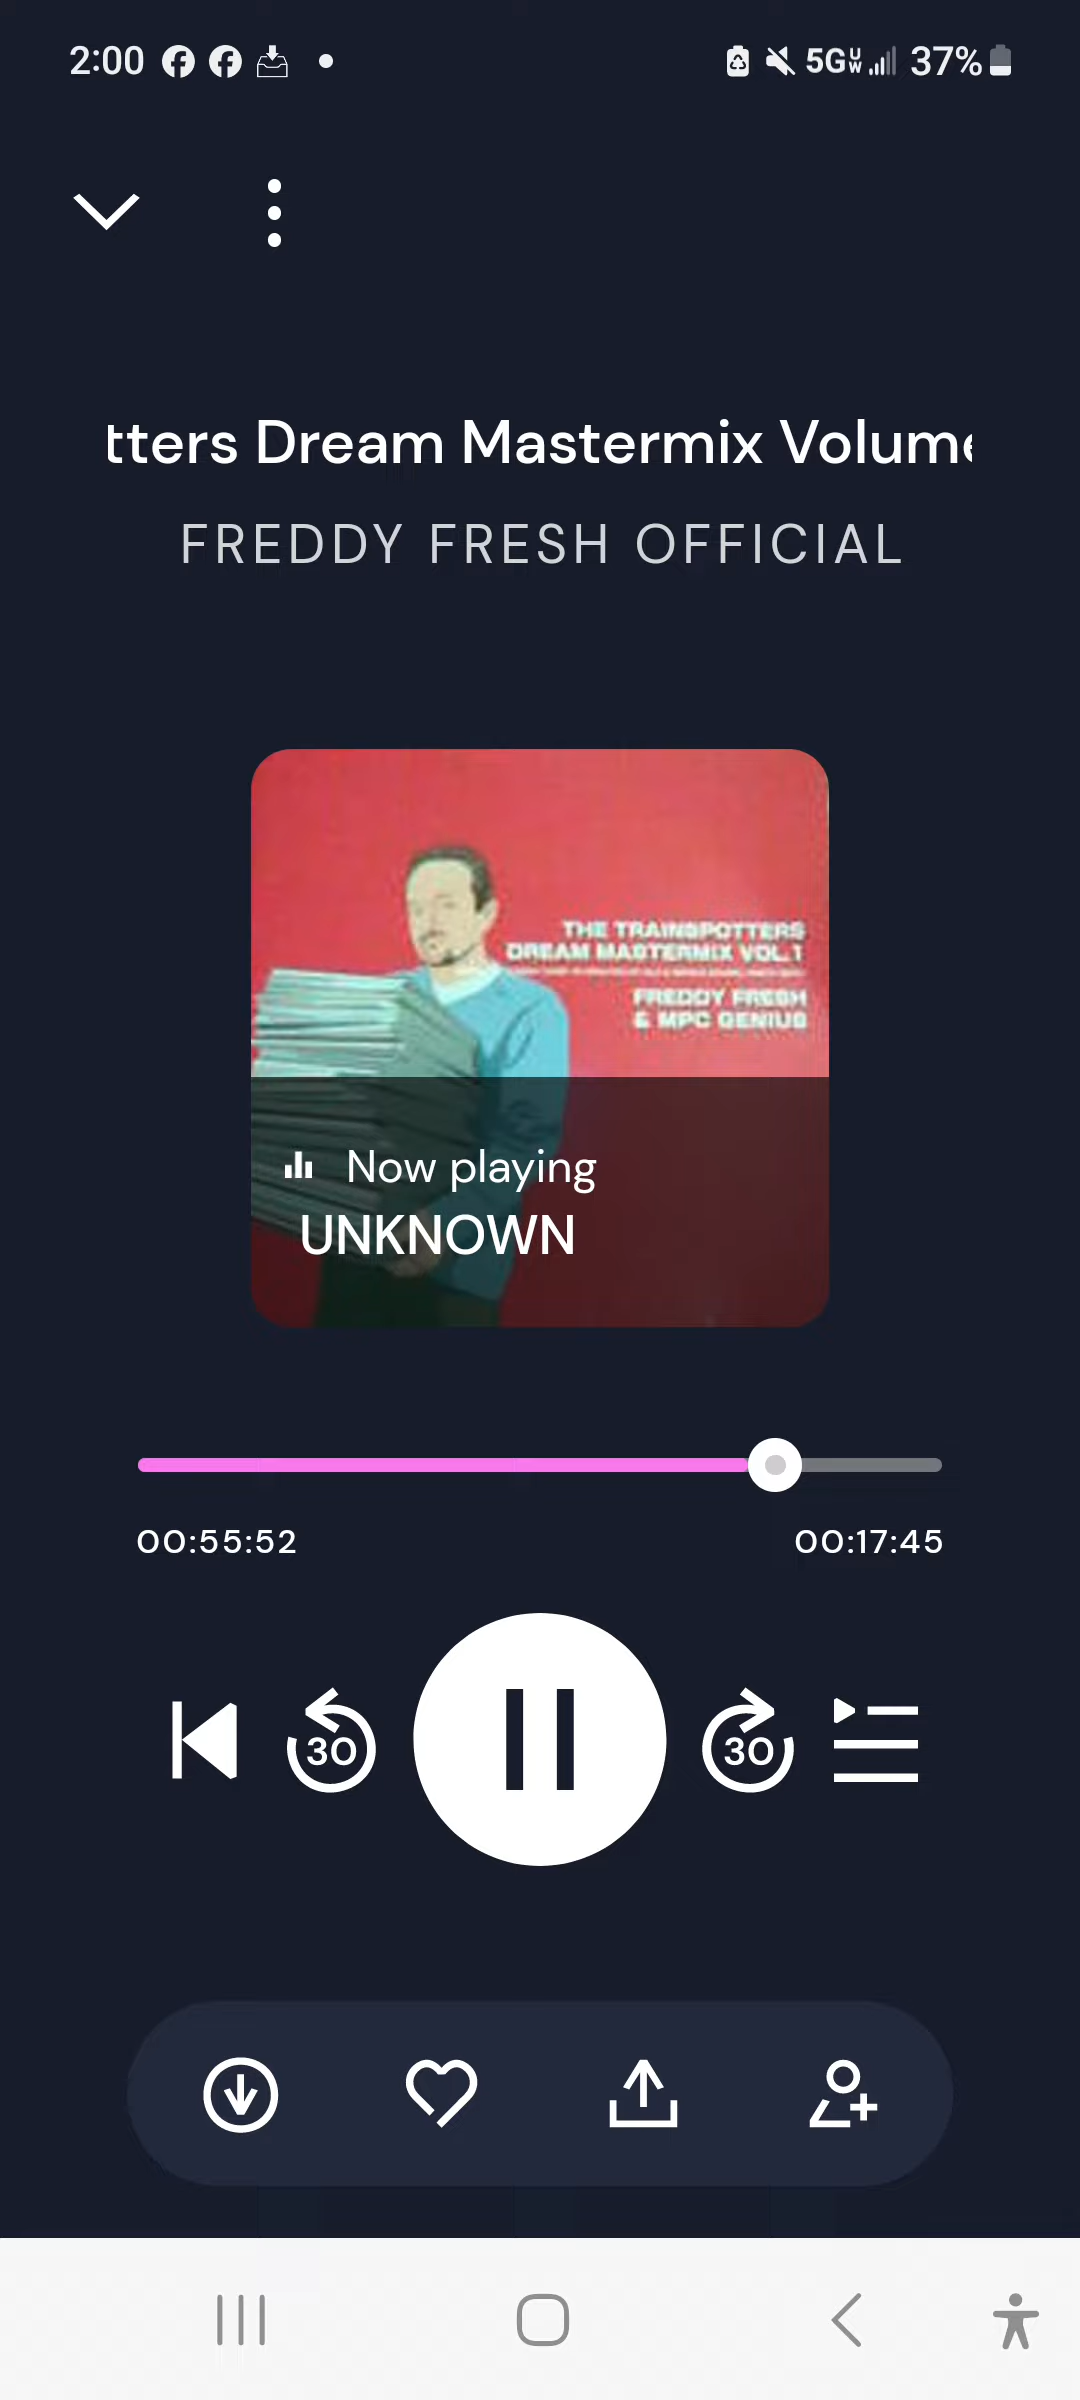 2:00
5G UW 37%
tters Dream Mastermix Volume
FREDDY FRESH OFFICIAL
THE TRAINSPOTTERS
DREAM MASTERMIX VOL.1
FREDDY FRESH
& MPC GENIUS
Now playing
UNKNOWN
00:55:52 00:17:45
30 30